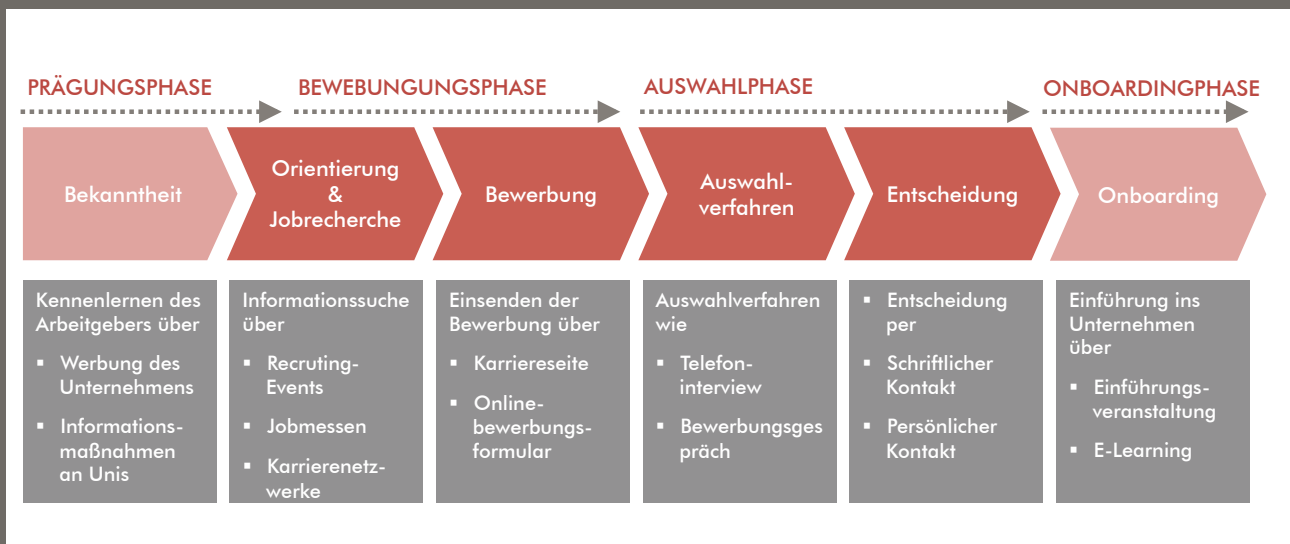 PRÄGUNGSPHASE
BEWEBUNGUNGSPHASE
AUSWAHLPHASE
ONBOARDINGPHASE
Bekanntheit
Orientierung
&
Jobrecherche
Bewerbung
Auswahl-
verfahren
Entscheidung
Onboarding
Kennenlernen des
Arbeitgebers über
▪ Werbung des
Unternehmens
▪ Informations-
maßnahmen
an Unis
Informationssuche
über
▪ Recruting-
Events
▪ Jobmessen
▪ Karrierenetz-
werke
Einsenden der
Bewerbung über
▪ Karriereseite
▪ Online-
bewerbungs-
formular
Auswahlverfahren
wie
▪ Telefon-
interview
▪ Bewerbungsges
präch
▪ Entscheidung
per
▪ Schriftlicher
Kontakt
▪ Persönlicher
Kontakt
Einführung ins
Unternehmen
über
▪ Einführungs-
veranstaltung
▪ E-Learning